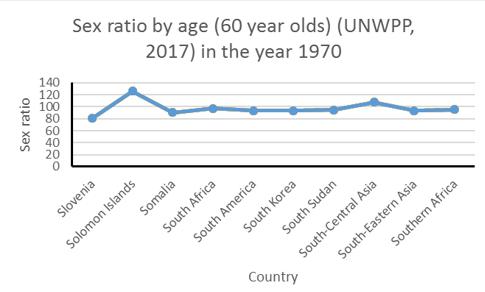 Sex ratio by age (60 year olds) (UNWPP,
2017) in the year 1970
140
120
100
80
60
40
20
0
Sex ratio
Slovenia
Solomon Islands
Somalia
South Africa
South America
South Korea
South Sudan
South-Central Asia
South-Eastern Asia
Southern Africa
Country